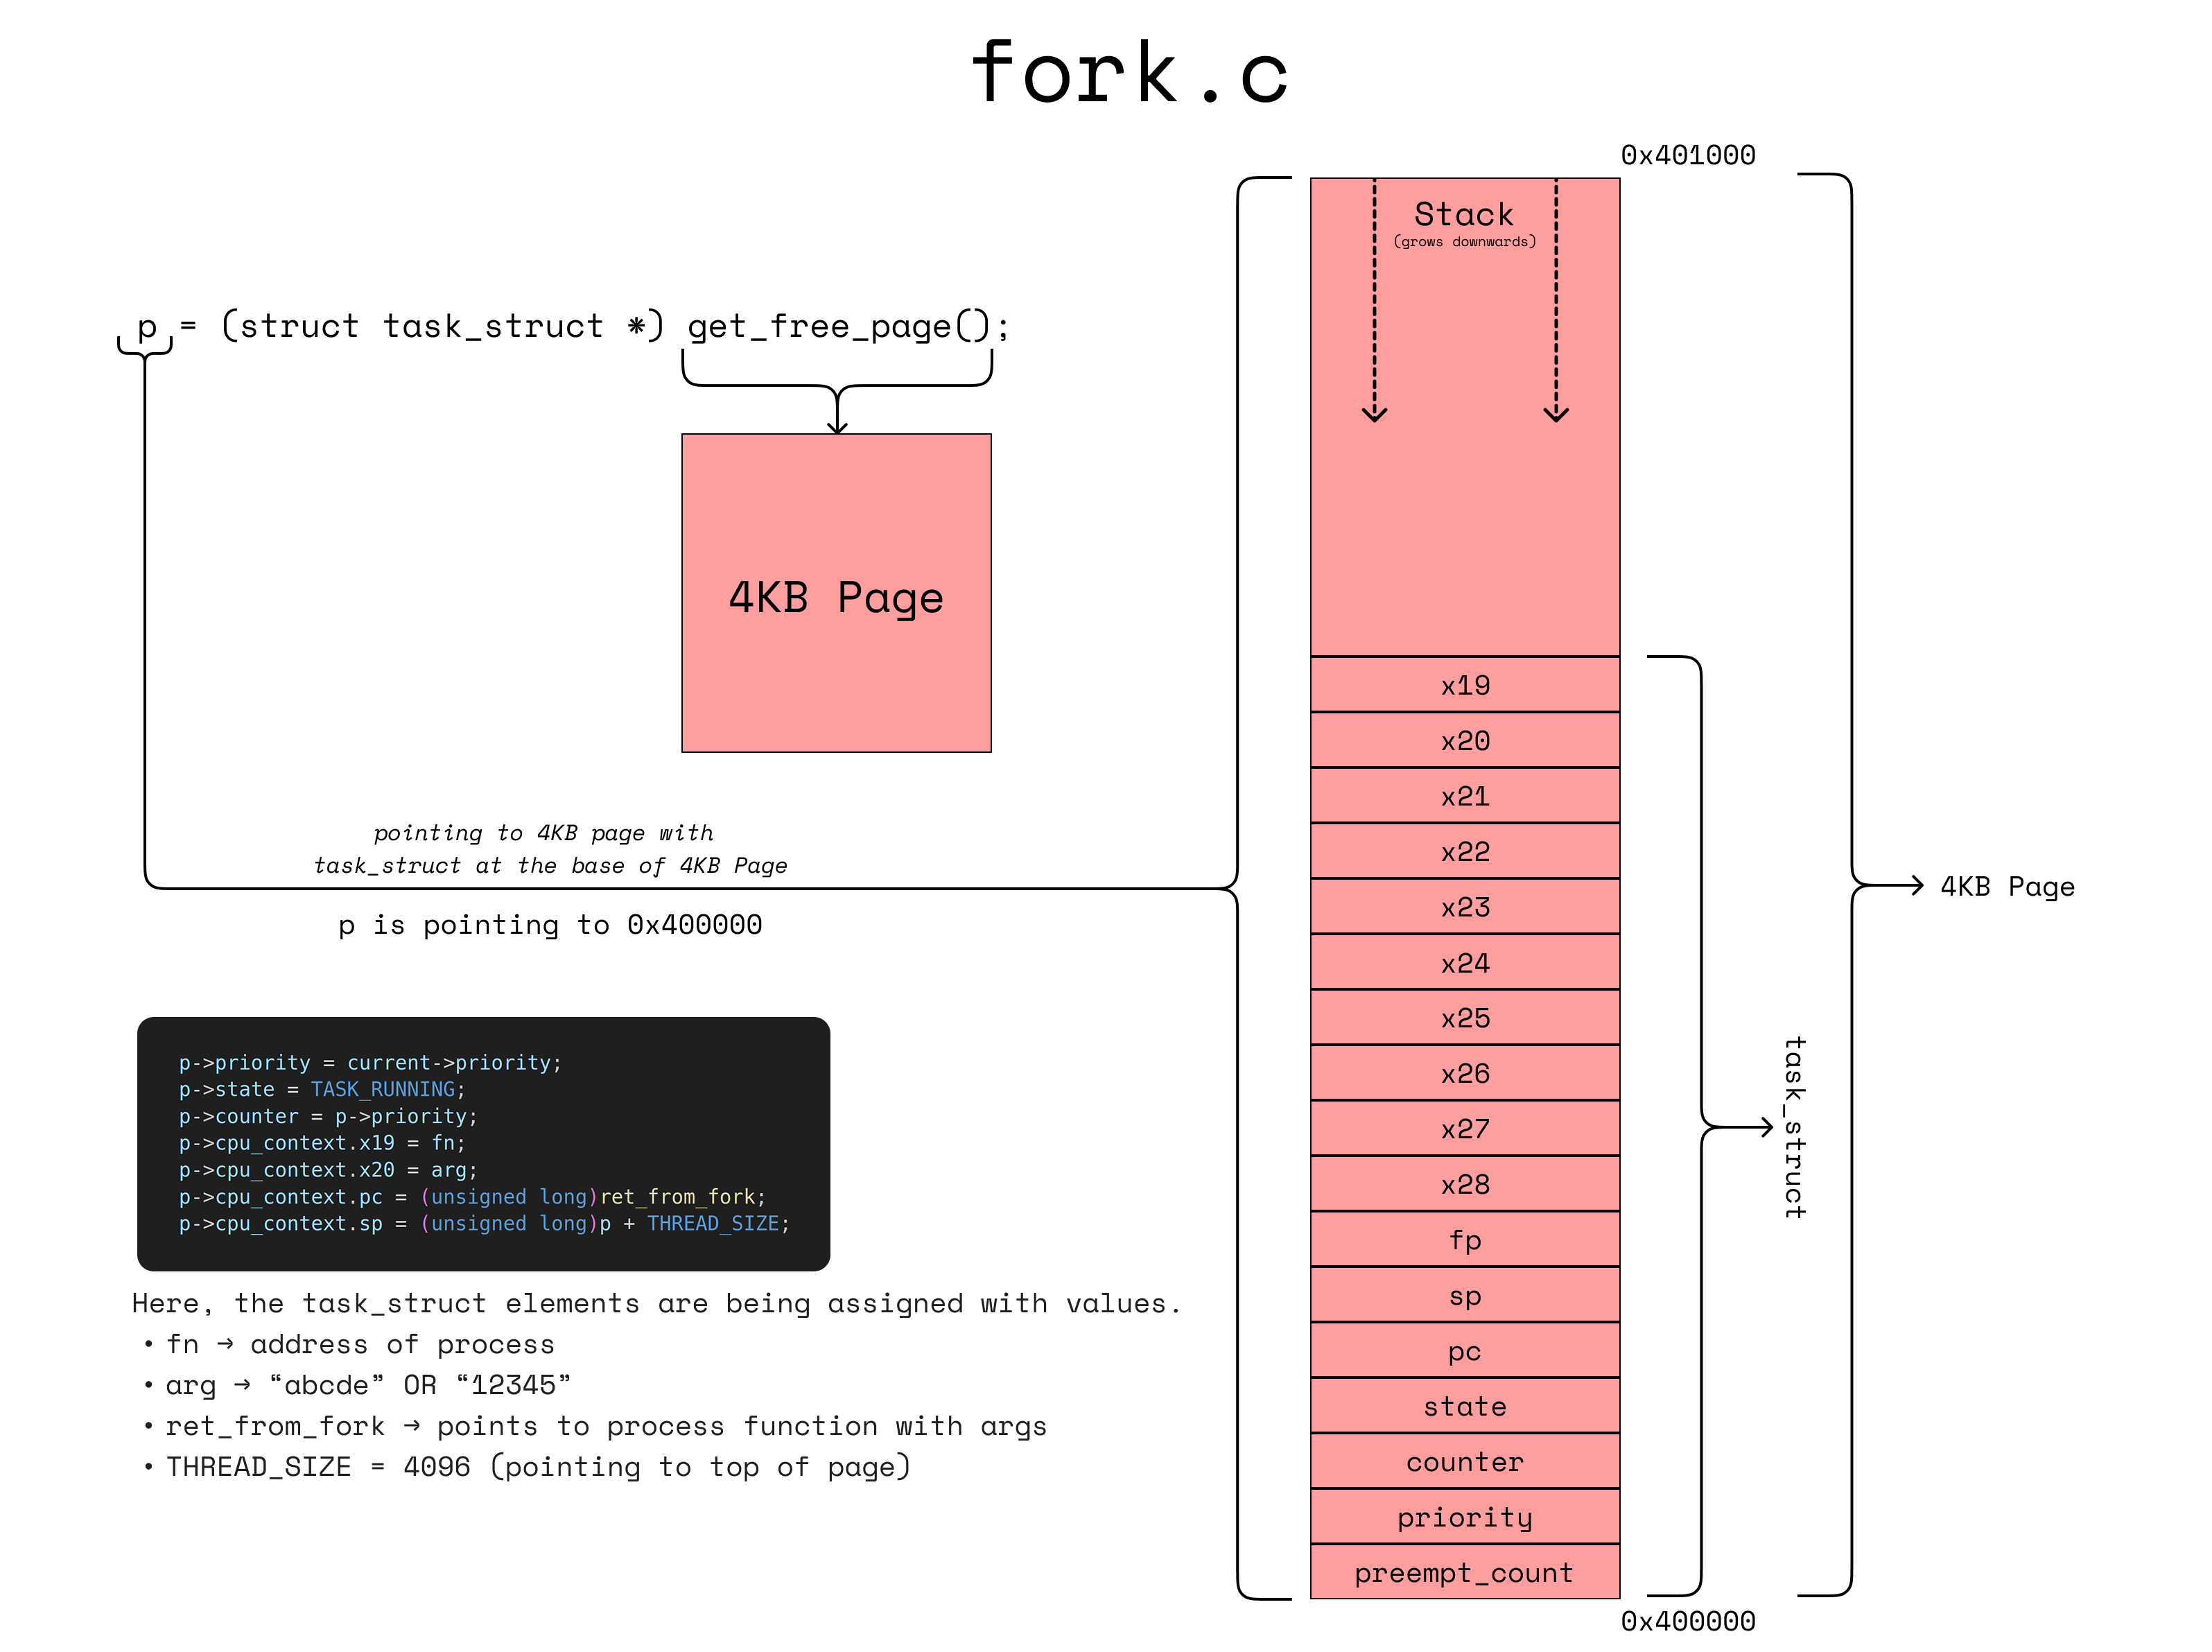 fork.c
p = (struct task_struct *) get_free_page();
4KB Page
pointing to 4KB page with
task_struct at the base of 4KB Page
p is pointing to 0x400000
p->priority = current->priority;
p->state = TASK_RUNNING;
p->counter = p->priority;
p->cpu_context.x19 = fn;
p->cpu_context.x20 = arg;
p->cpu_context.pc = (unsigned long)ret_from_fork;
p->cpu_context.sp = (unsigned long)p + THREAD_SIZE;
Here, the task_struct elements are being assigned with values.
• fn → address of process
• arg → “abcde” OR “12345”
• ret_from_fork → points to process function with args
• THREAD_SIZE = 4096 (pointing to top of page)
0x401000
Stack
(grows downwards)
x19
x20
x21
x22
x23
x24
x25
x26
x27
x28
fp
sp
pc
state
counter
priority
preempt_count
0x400000
task_struct
4KB Page